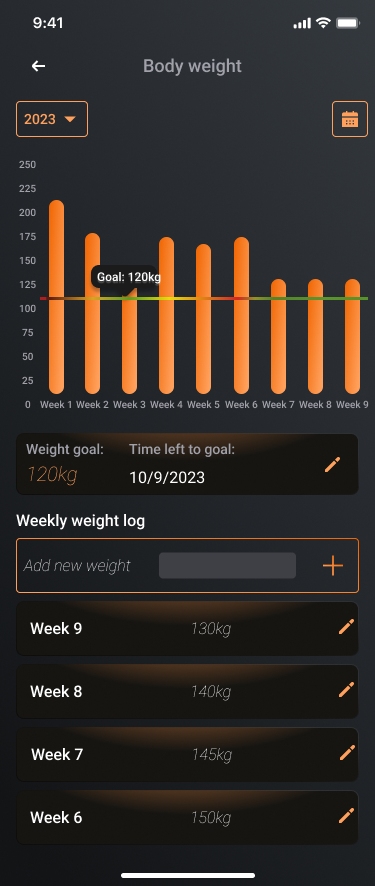 9:41
Body weight
2023
250
225
200
175
150
125
100
75
50
25
0
Goal: 120kg
Week 1 Week 2 Week 3 Week 4 Week 5 Week 6 Week 7 Week 8 Week 9
Weight goal: Time left to goal:
120kg 10/9/2023
Weekly weight log
Add new weight
Week 9 130kg
Week 8 140kg
Week 7 145kg
Week 6 150kg